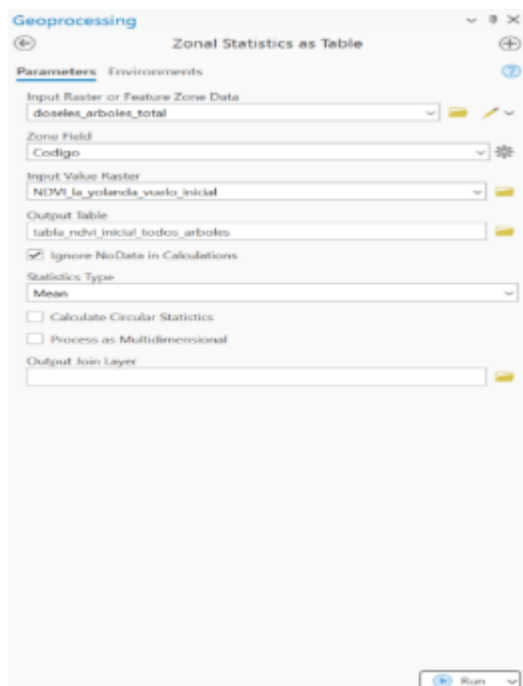 Geoprocessing
Zonal Statistics as Table
Parameters Environments
Input Raster or Feature Zone Data
doseles_arboles_total
Zone Field
Codigo
Input Value Raster
NDVI_la_yolanda_vuelo_inicial
Output Table
tabla_ndvi_inicial_todos_arboles
Ignore NoData in Calculations
Statistics Type
Mean
Calculate Circular Statistics
Process as Multidimensional
Output Join Layer
Run